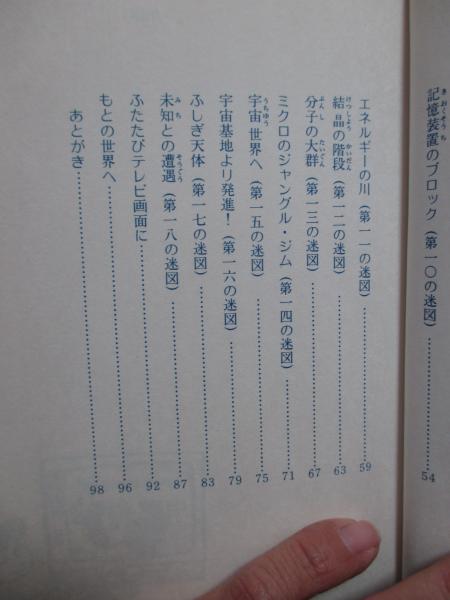 記憶装置のブロック（第一〇の迷図）……54
エネルギーの川（第一一の迷図）……59
結晶の階段（第一二の迷図）……63
分子の大群（第一三の迷図）……67
ミクロのジャングル・ジム（第一四の迷図）……71
宇宙世界へ（第一五の迷図）……75
宇宙基地より発進！（第一六の迷図）……79
ふしぎ天体（第一七の迷図）……83
未知との遭遇（第一八の迷図）……87
ふたたびテレビ画面に……92
もとの世界へ……96
あとがき……98